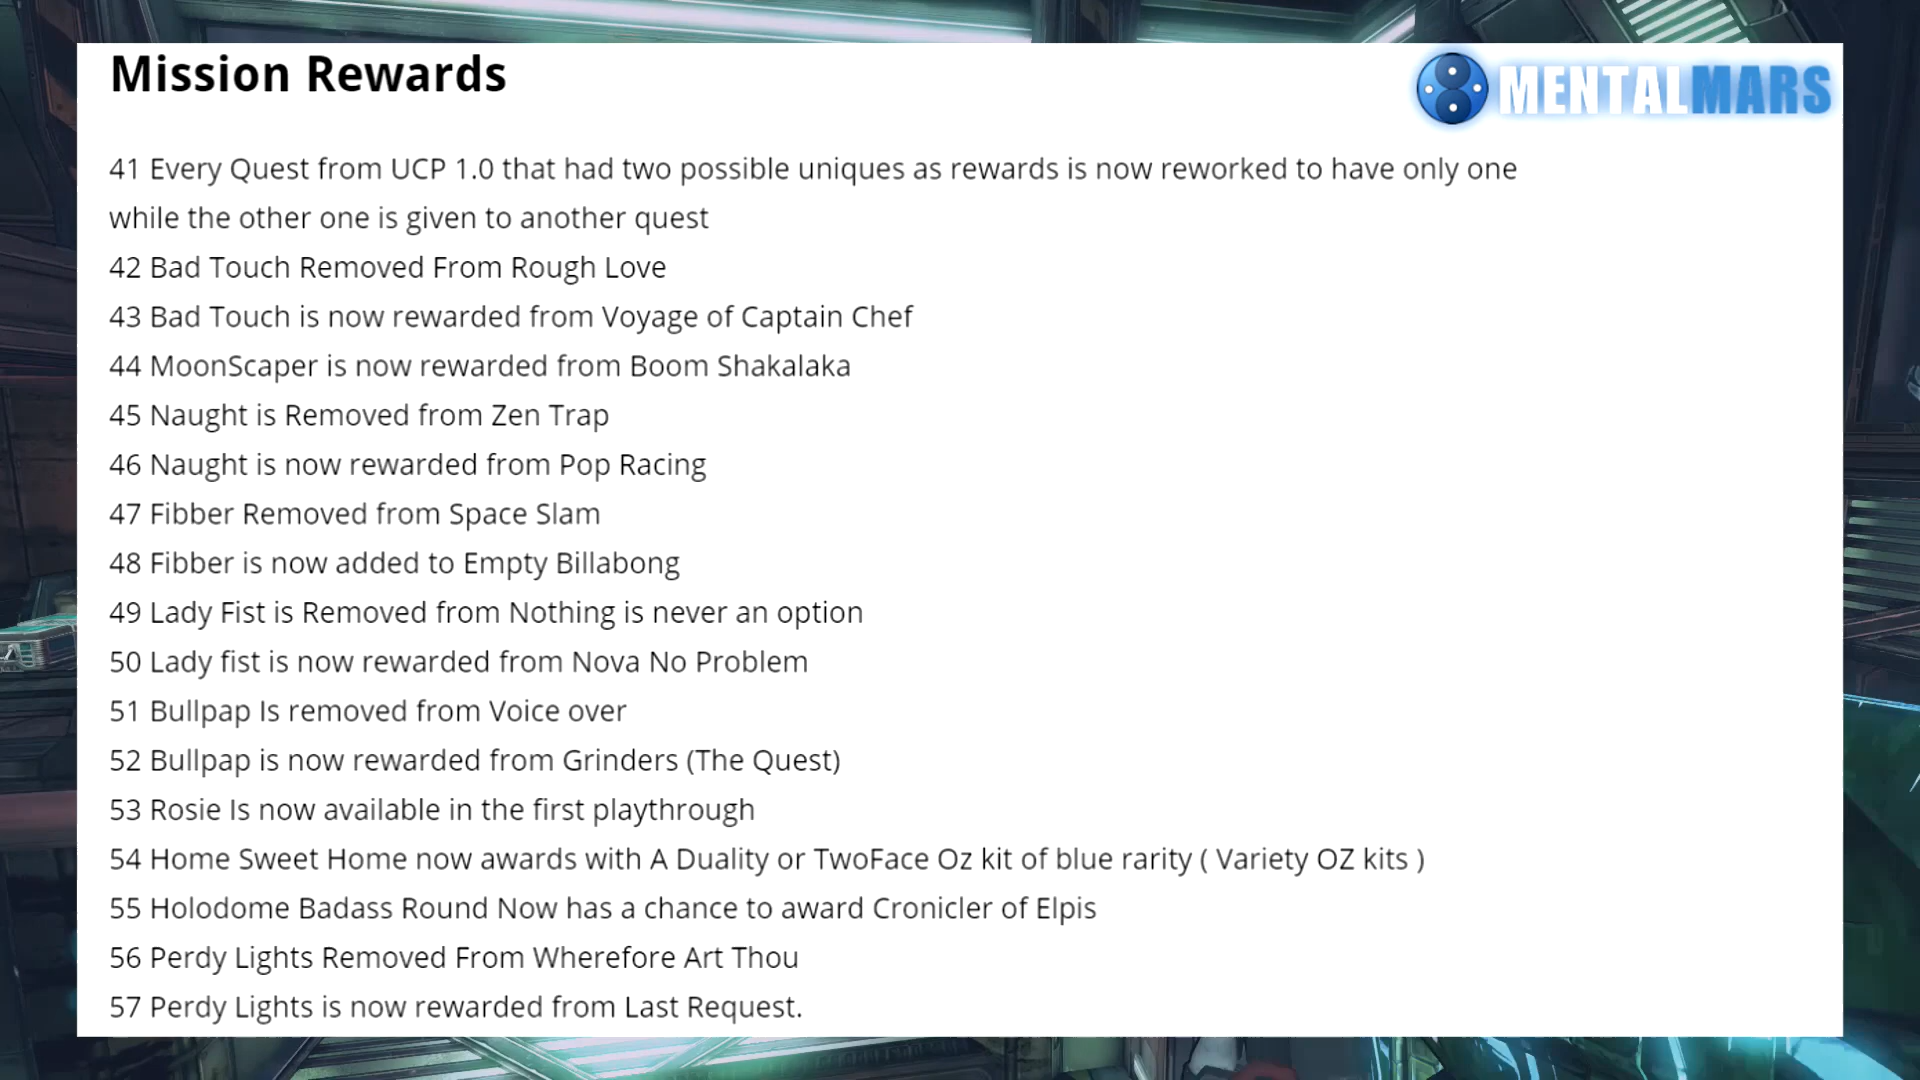 Mission Rewards
MENTALMARS
41 Every Quest from UCP 1.0 that had two possible uniques as rewards is now reworked to have only one
while the other one is given to another quest
42 Bad Touch Removed From Rough Love
43 Bad Touch is now rewarded from Voyage of Captain Chef
44 MoonScaper is now rewarded from Boom Shakalaka
45 Naught is Removed from Zen Trap
46 Naught is now rewarded from Pop Racing
47 Fibber Removed from Space Slam
48 Fibber is now added to Empty Billabong
49 Lady Fist is Removed from Nothing is never an option
50 Lady fist is now rewarded from Nova No Problem
51 Bullpap Is removed from Voice over
52 Bullpap is now rewarded from Grinders (The Quest)
53 Rosie Is now available in the first playthrough
54 Home Sweet Home now awards with A Duality or TwoFace Oz kit of blue rarity ( Variety OZ kits )
55 Holodome Badass Round Now has a chance to award Cronicler of Elpis
56 Perdy Lights Removed From Wherefore Art Thou
57 Perdy Lights is now rewarded from Last Request.